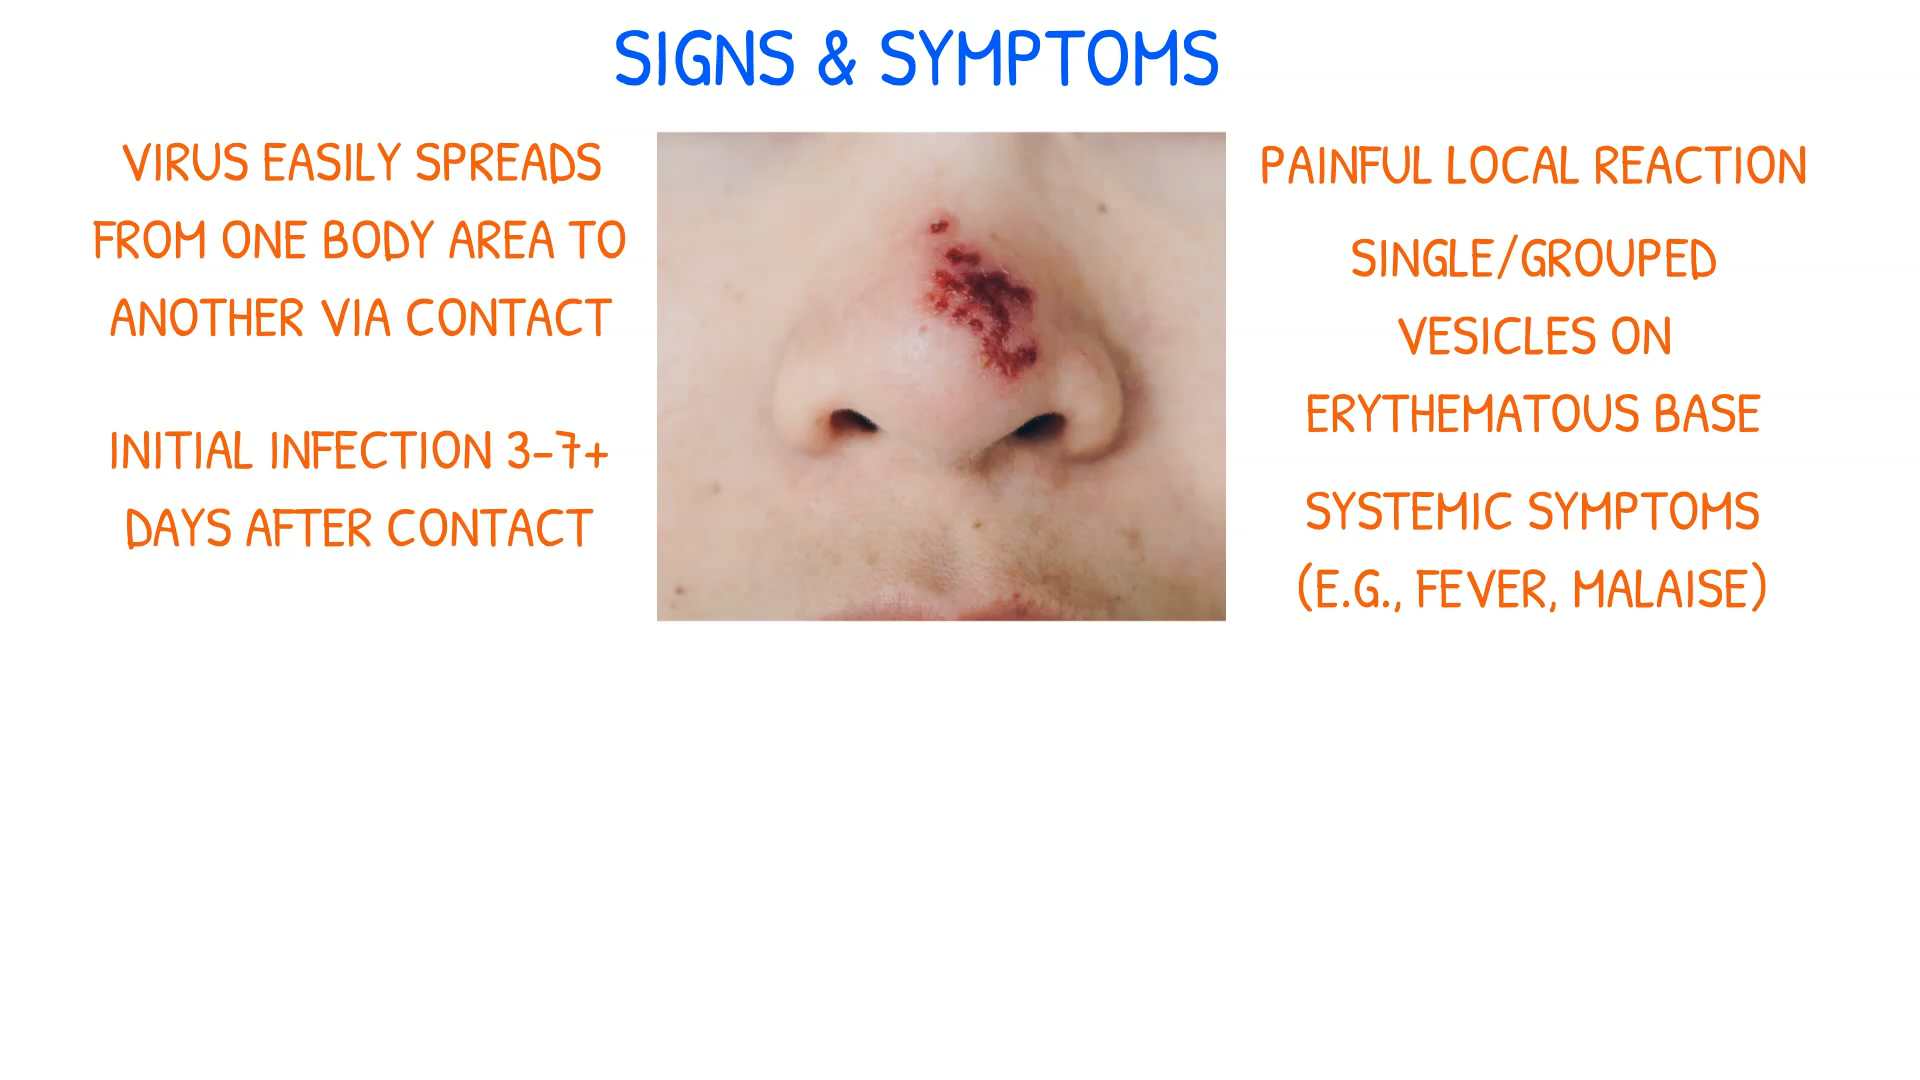 SIGNS & SYMPTOMS
VIRUS EASILY SPREADS
FROM ONE BODY AREA TO
ANOTHER VIA CONTACT
INITIAL INFECTION 3-7+
DAYS AFTER CONTACT
PAINFUL LOCAL REACTION
SINGLE/GROUPED
VESICLES ON
ERYTHEMATOUS BASE
SYSTEMIC SYMPTOMS
(E.G., FEVER, MALAISE)